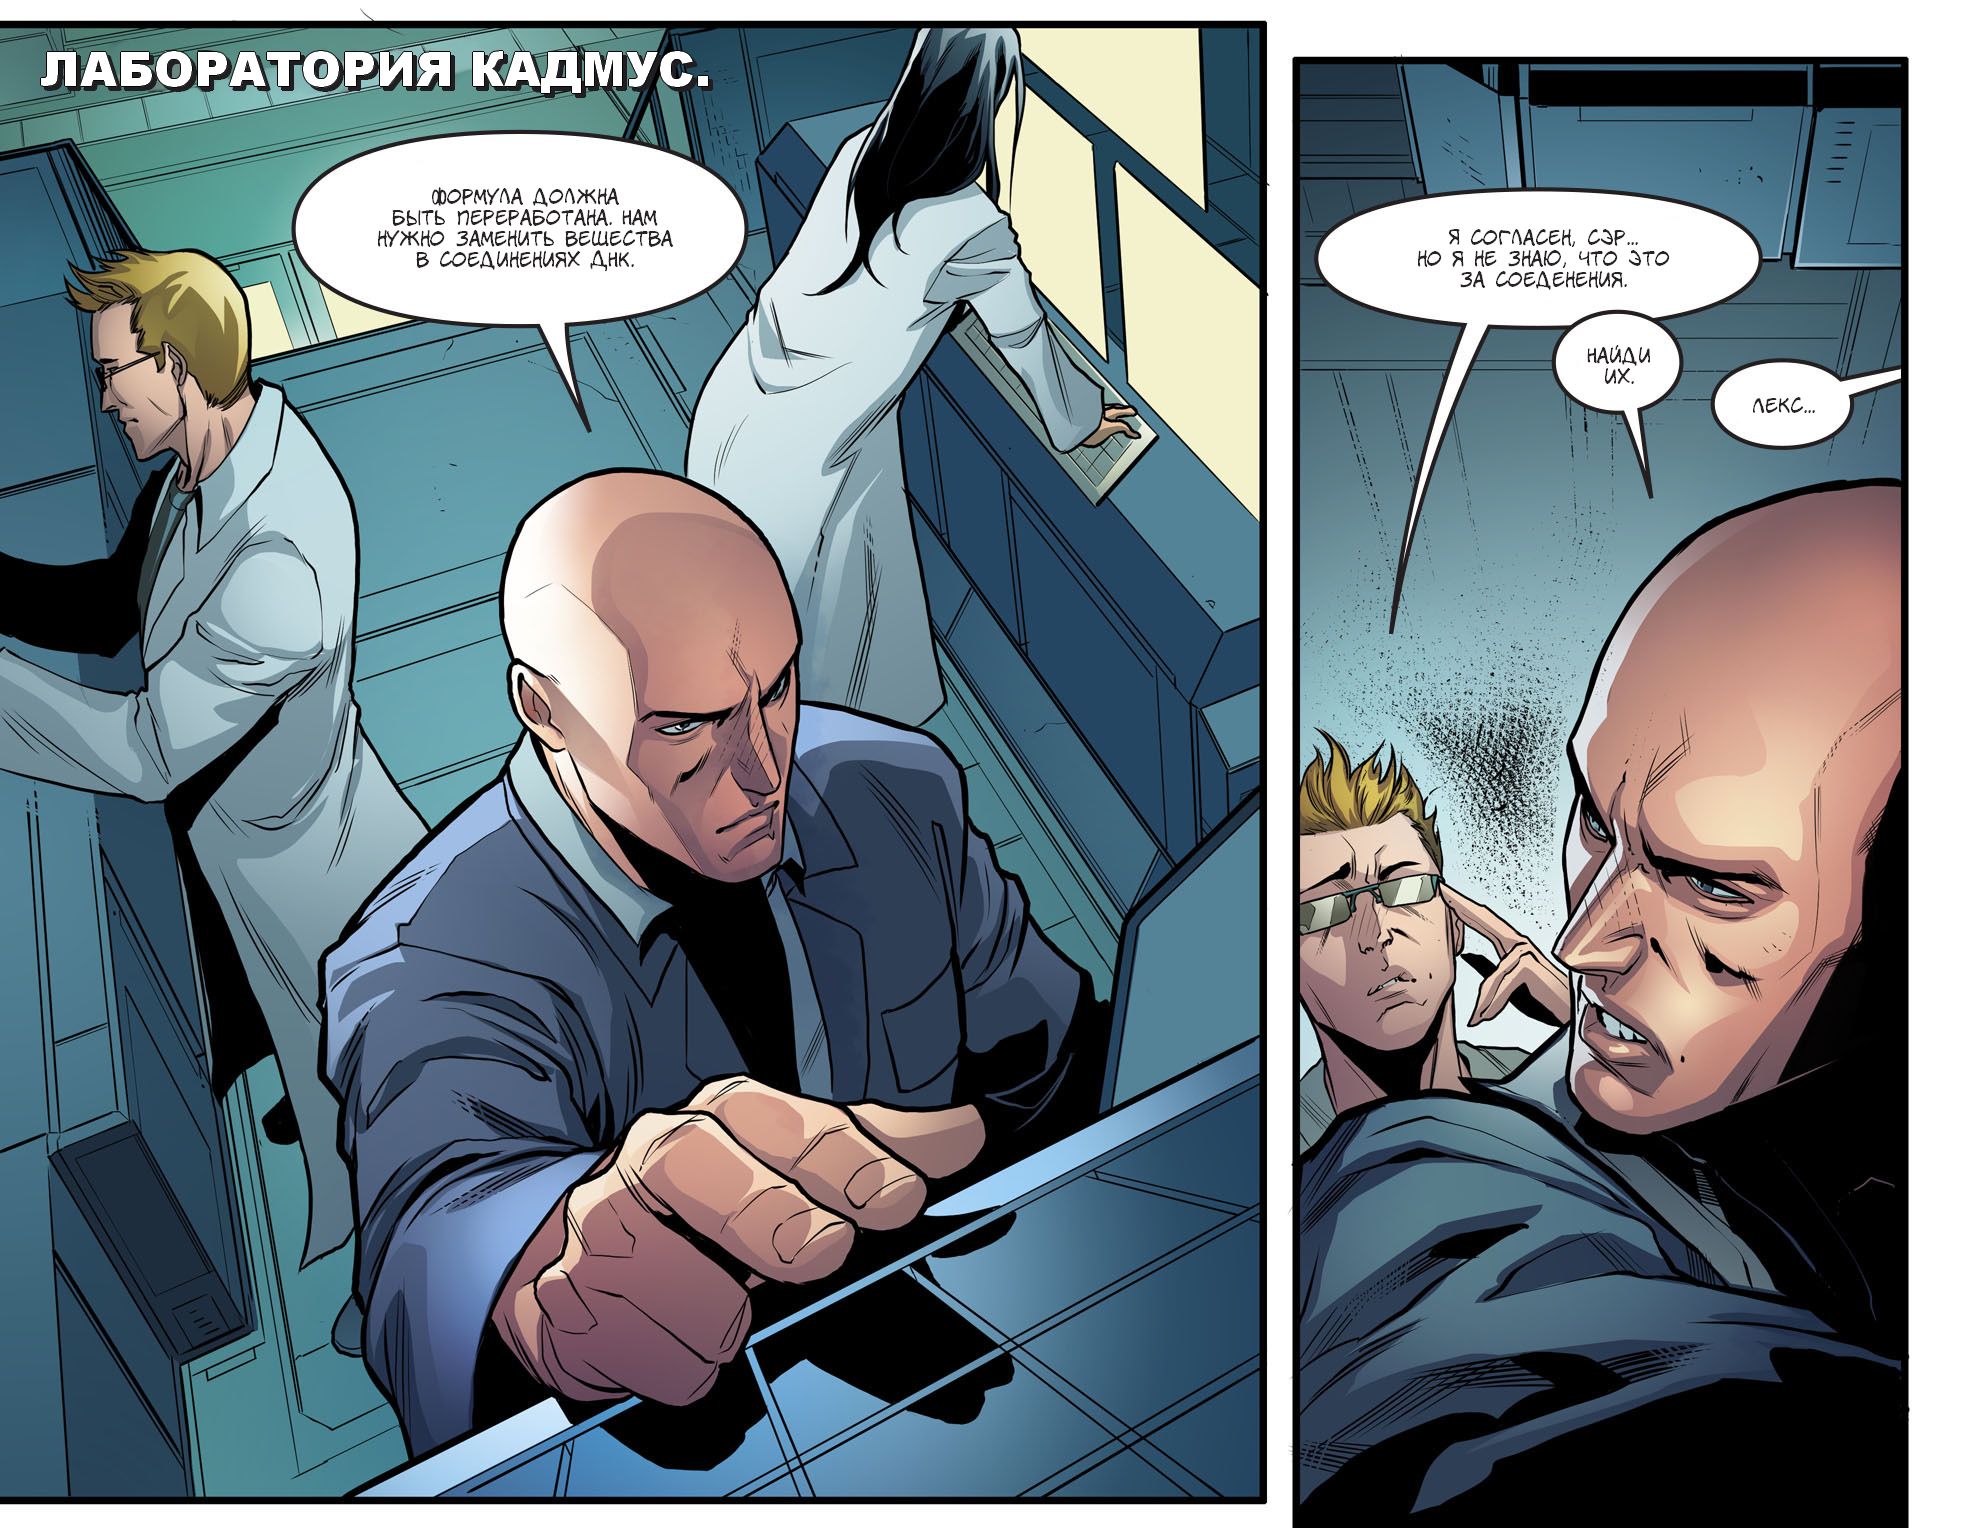 ЛАБОРАТОРИЯ КАДМУС.
ФОРМУЛА ДОЛЖНА
БЫТЬ ПЕРЕРАБОТАНА. НАМ
НУЖНО ЗАМЕНИТЬ ВЕЩЕСТВА
В СОЕДИНЕНИЯХ ДНК.
Я СОГЛАСЕН, СЭР...
НО Я НЕ ЗНАЮ, ЧТО ЭТО
ЗА СОЕДЕНЕНИЯ.
НАЙДИ
ИХ.
ЛЕКС...